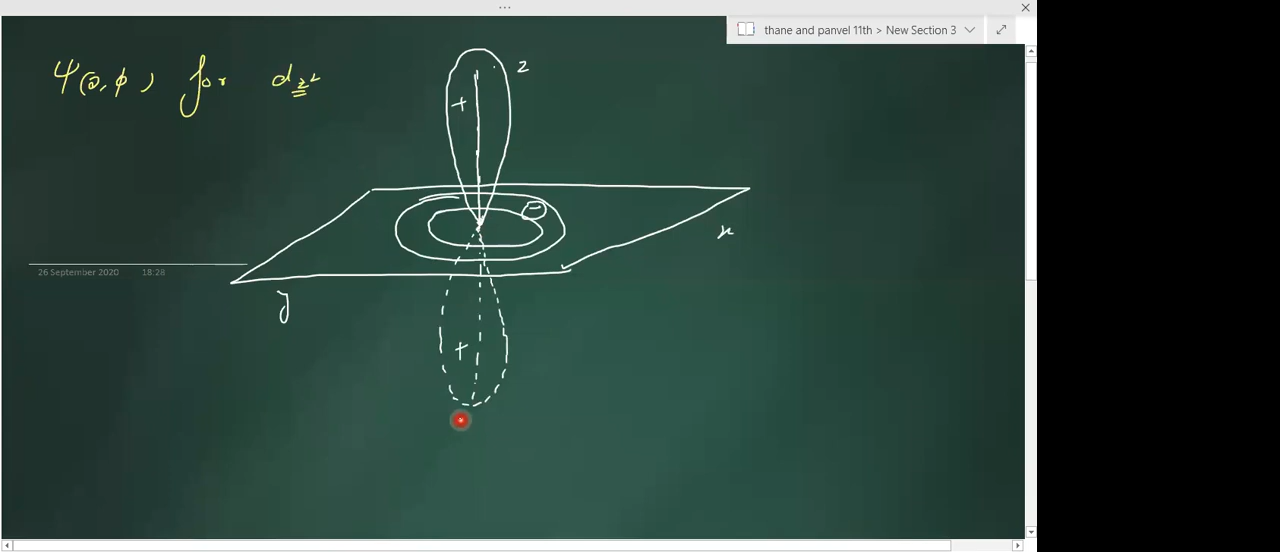 thane and panvel 11th > New Section 3
Ψ(θ, φ) for d_z²
z
+
−
x
26 September 2020 18:28
y
+